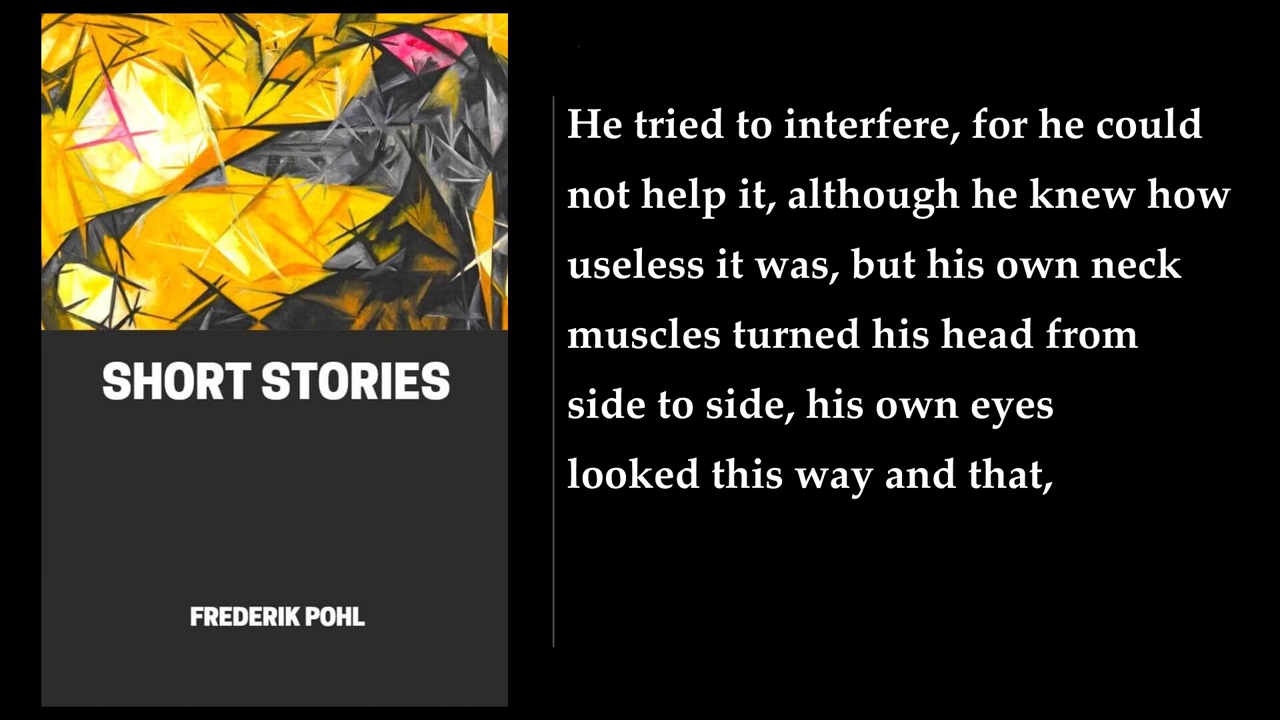 SHORT STORIES
FREDERIK POHL
He tried to interfere, for he could
not help it, although he knew how
useless it was, but his own neck
muscles turned his head from
side to side, his own eyes
looked this way and that,